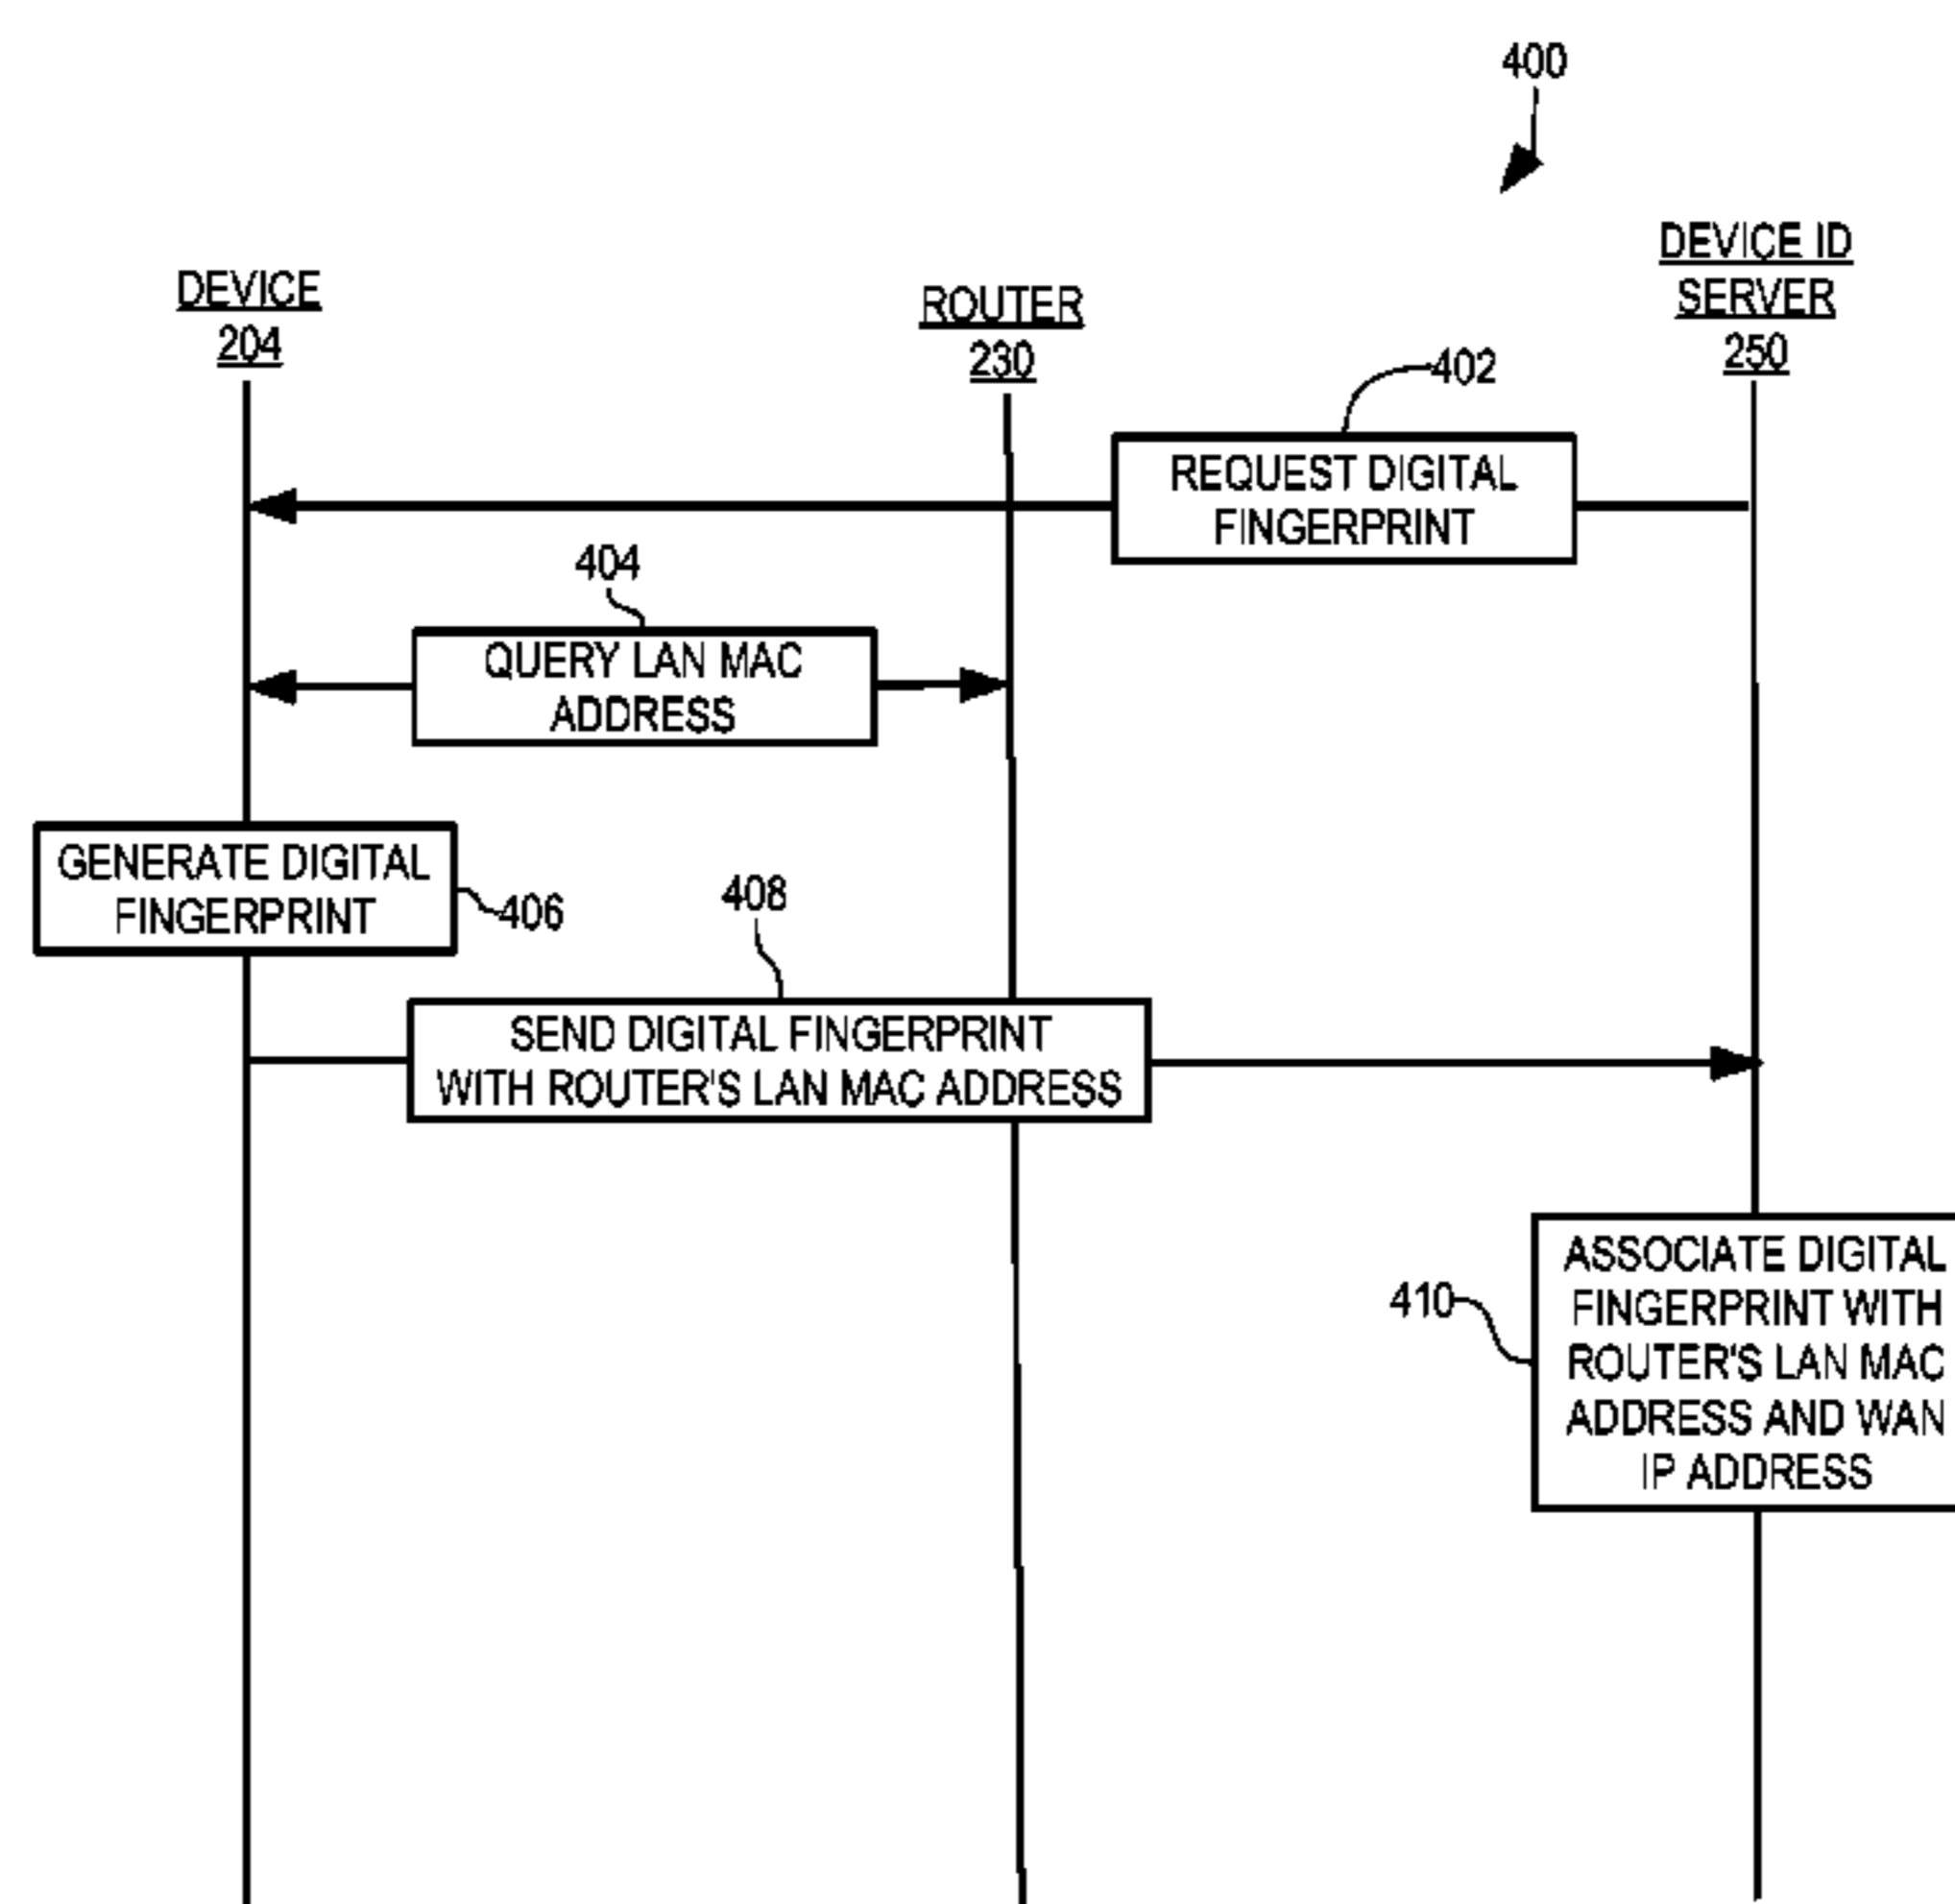 400
DEVICE
204
ROUTER
230
DEVICE ID
SERVER
250
402
REQUEST DIGITAL
FINGERPRINT
404
QUERY LAN MAC
ADDRESS
GENERATE DIGITAL
FINGERPRINT
406
408
SEND DIGITAL FINGERPRINT
WITH ROUTER'S LAN MAC ADDRESS
410
ASSOCIATE DIGITAL
FINGERPRINT WITH
ROUTER'S LAN MAC
ADDRESS AND WAN
IP ADDRESS